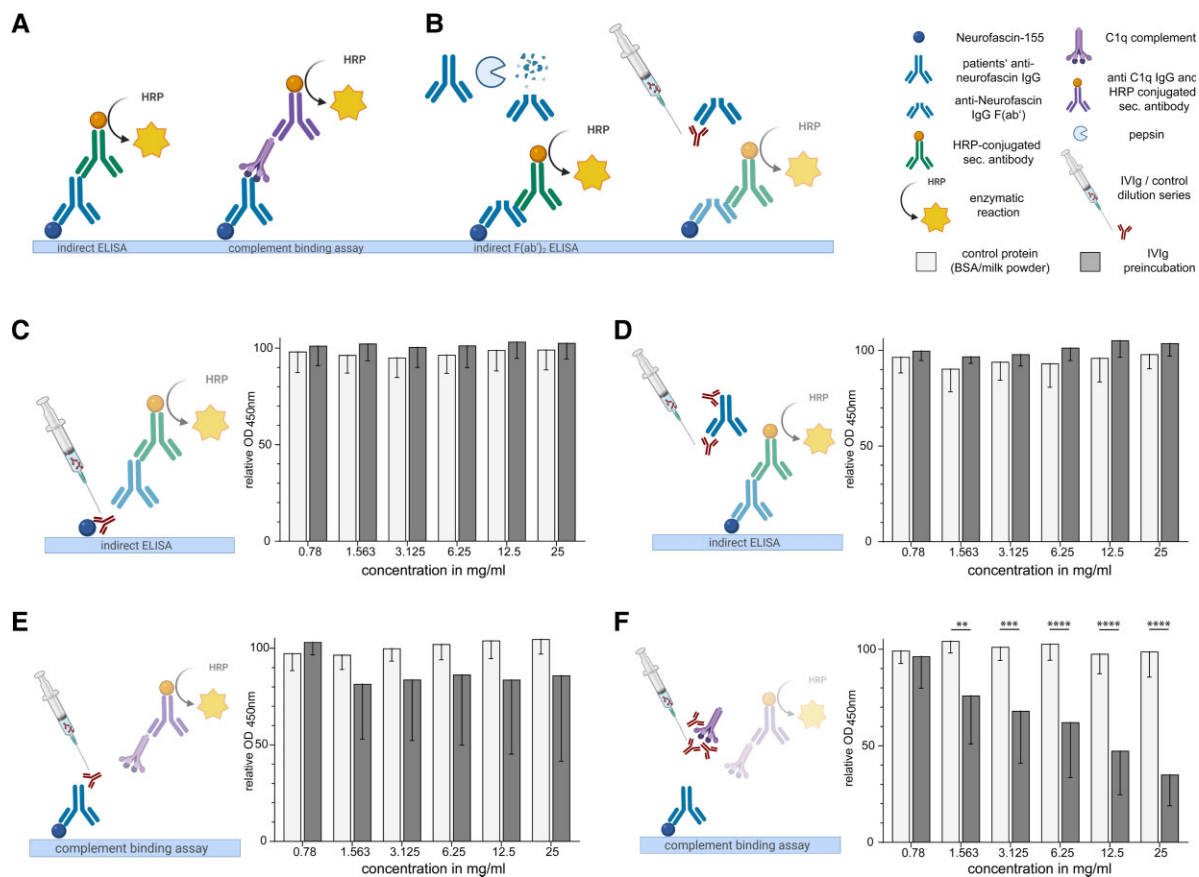 A
HRP
HRP
indirect ELISA
complement binding assay
B
HRP
HRP
indirect F(ab')₂ ELISA
Neurofascin-155
patients' anti-
neurofascin IgG
anti-Neurofascin
IgG F(ab')
HRP-conjugated
sec. antibody
HRP
enzymatic
reaction
control protein
(BSA/milk powder)
C1q complement
anti C1q IgG and
HRP conjugated
sec. antibody
pepsin
IVIg / control
dilution series
IVIg
preincubation
C
HRP
indirect ELISA
relative OD 450nm
100
50
0
0.78 1.563 3.125 6.25 12.5 25
concentration in mg/ml
D
HRP
indirect ELISA
relative OD 450nm
100
50
0
0.78 1.563 3.125 6.25 12.5 25
concentration in mg/ml
E
HRP
complement binding assay
relative OD 450nm
100
50
0
0.78 1.563 3.125 6.25 12.5 25
concentration in mg/ml
F
HRP
complement binding assay
relative OD 450nm
100
50
0
** *** **** **** ****
0.78 1.563 3.125 6.25 12.5 25
concentration in mg/ml